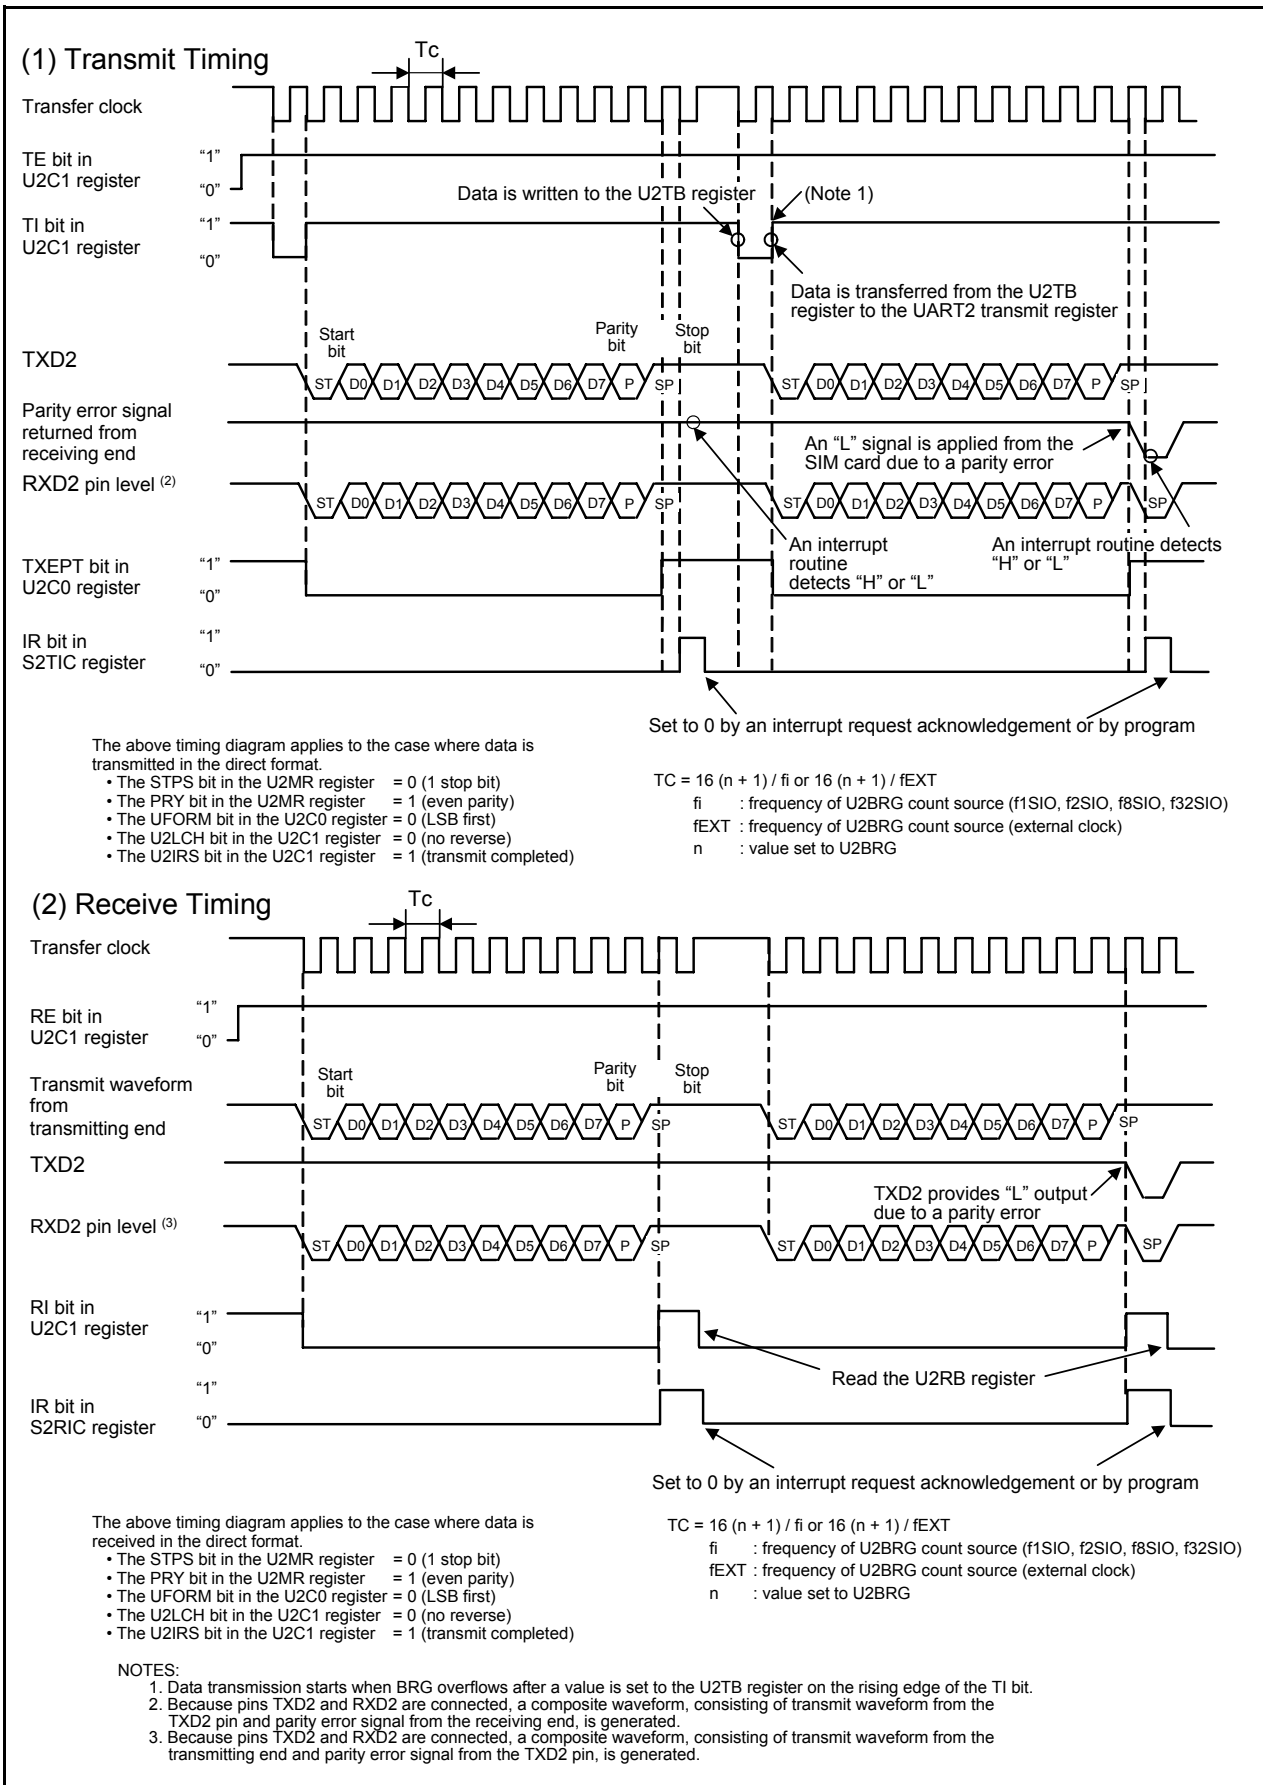 (1) Transmit Timing
Tc
Transfer clock
TE bit in
U2C1 register
“1”
“0”
Data is written to the U2TB register
(Note 1)
TI bit in
U2C1 register
“1”
“0”
Data is transferred from the U2TB
register to the UART2 transmit register
Start
bit
Parity
bit
Stop
bit
TXD2
ST D0 D1 D2 D3 D4 D5 D6 D7 P SP
ST D0 D1 D2 D3 D4 D5 D6 D7 P SP
Parity error signal
returned from
receiving end
An “L” signal is applied from the
SIM card due to a parity error
RXD2 pin level (2)
ST D0 D1 D2 D3 D4 D5 D6 D7 P SP
ST D0 D1 D2 D3 D4 D5 D6 D7 P SP
An interrupt
routine
detects “H” or “L”
An interrupt routine detects
“H” or “L”
TXEPT bit in
U2C0 register
“1”
“0”
IR bit in
S2TIC register
“1”
“0”
Set to 0 by an interrupt request acknowledgement or by program
The above timing diagram applies to the case where data is
transmitted in the direct format.
• The STPS bit in the U2MR register = 0 (1 stop bit)
• The PRY bit in the U2MR register = 1 (even parity)
• The UFORM bit in the U2C0 register = 0 (LSB first)
• The U2LCH bit in the U2C1 register = 0 (no reverse)
• The U2IRS bit in the U2C1 register = 1 (transmit completed)
TC = 16 (n + 1) / fi or 16 (n + 1) / fEXT
fi : frequency of U2BRG count source (f1SIO, f2SIO, f8SIO, f32SIO)
fEXT : frequency of U2BRG count source (external clock)
n : value set to U2BRG
(2) Receive Timing
Tc
Transfer clock
RE bit in
U2C1 register
“1”
“0”
Start
bit
Parity
bit
Stop
bit
Transmit waveform
from
transmitting end
ST D0 D1 D2 D3 D4 D5 D6 D7 P SP
ST D0 D1 D2 D3 D4 D5 D6 D7 P SP
TXD2
TXD2 provides “L” output
due to a parity error
RXD2 pin level (3)
ST D0 D1 D2 D3 D4 D5 D6 D7 P SP
ST D0 D1 D2 D3 D4 D5 D6 D7 P SP
RI bit in
U2C1 register
“1”
“0”
Read the U2RB register
IR bit in
S2RIC register
“1”
“0”
Set to 0 by an interrupt request acknowledgement or by program
The above timing diagram applies to the case where data is
received in the direct format.
• The STPS bit in the U2MR register = 0 (1 stop bit)
• The PRY bit in the U2MR register = 1 (even parity)
• The UFORM bit in the U2C0 register = 0 (LSB first)
• The U2LCH bit in the U2C1 register = 0 (no reverse)
• The U2IRS bit in the U2C1 register = 1 (transmit completed)
TC = 16 (n + 1) / fi or 16 (n + 1) / fEXT
fi : frequency of U2BRG count source (f1SIO, f2SIO, f8SIO, f32SIO)
fEXT : frequency of U2BRG count source (external clock)
n : value set to U2BRG
NOTES:
1. Data transmission starts when BRG overflows after a value is set to the U2TB register on the rising edge of the TI bit.
2. Because pins TXD2 and RXD2 are connected, a composite waveform, consisting of transmit waveform from the
TXD2 pin and parity error signal from the receiving end, is generated.
3. Because pins TXD2 and RXD2 are connected, a composite waveform, consisting of transmit waveform from the
transmitting end and parity error signal from the TXD2 pin, is generated.